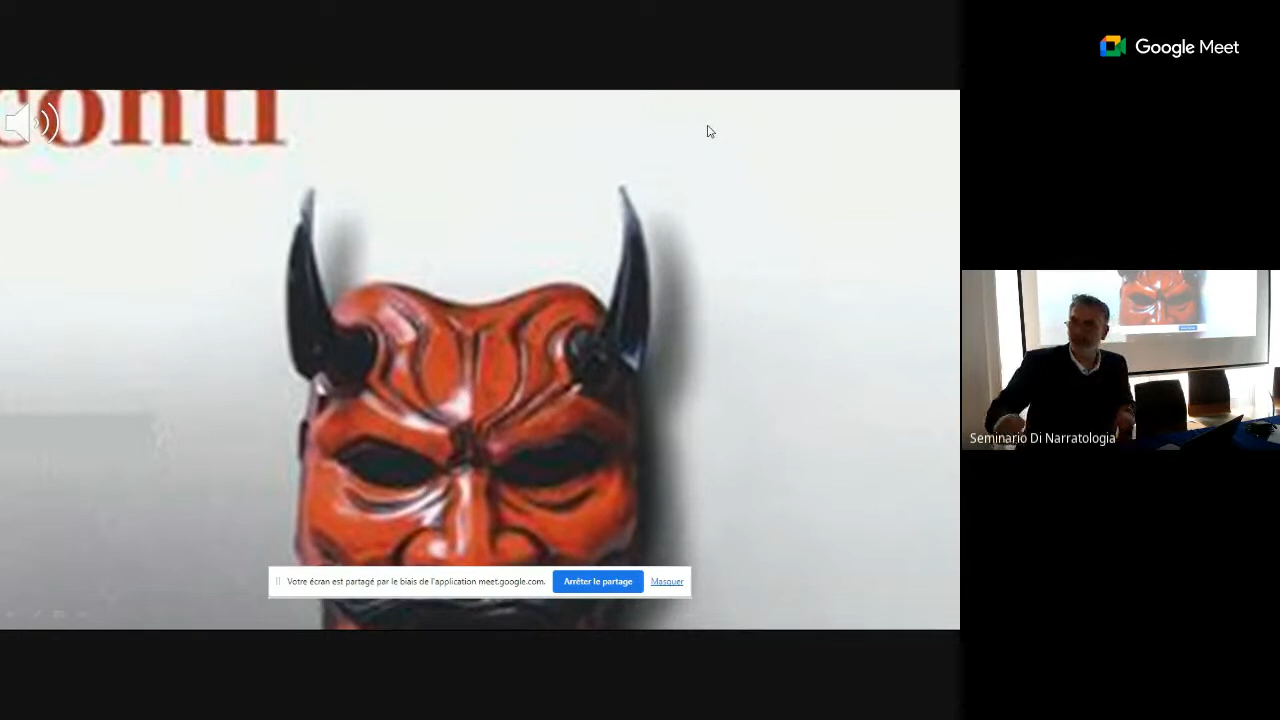 Google Meet
conti
Votre écran est partagé par le biais de l'application meet.google.com.
Arrêter le partage
Masquer
Seminario Di Narratologia